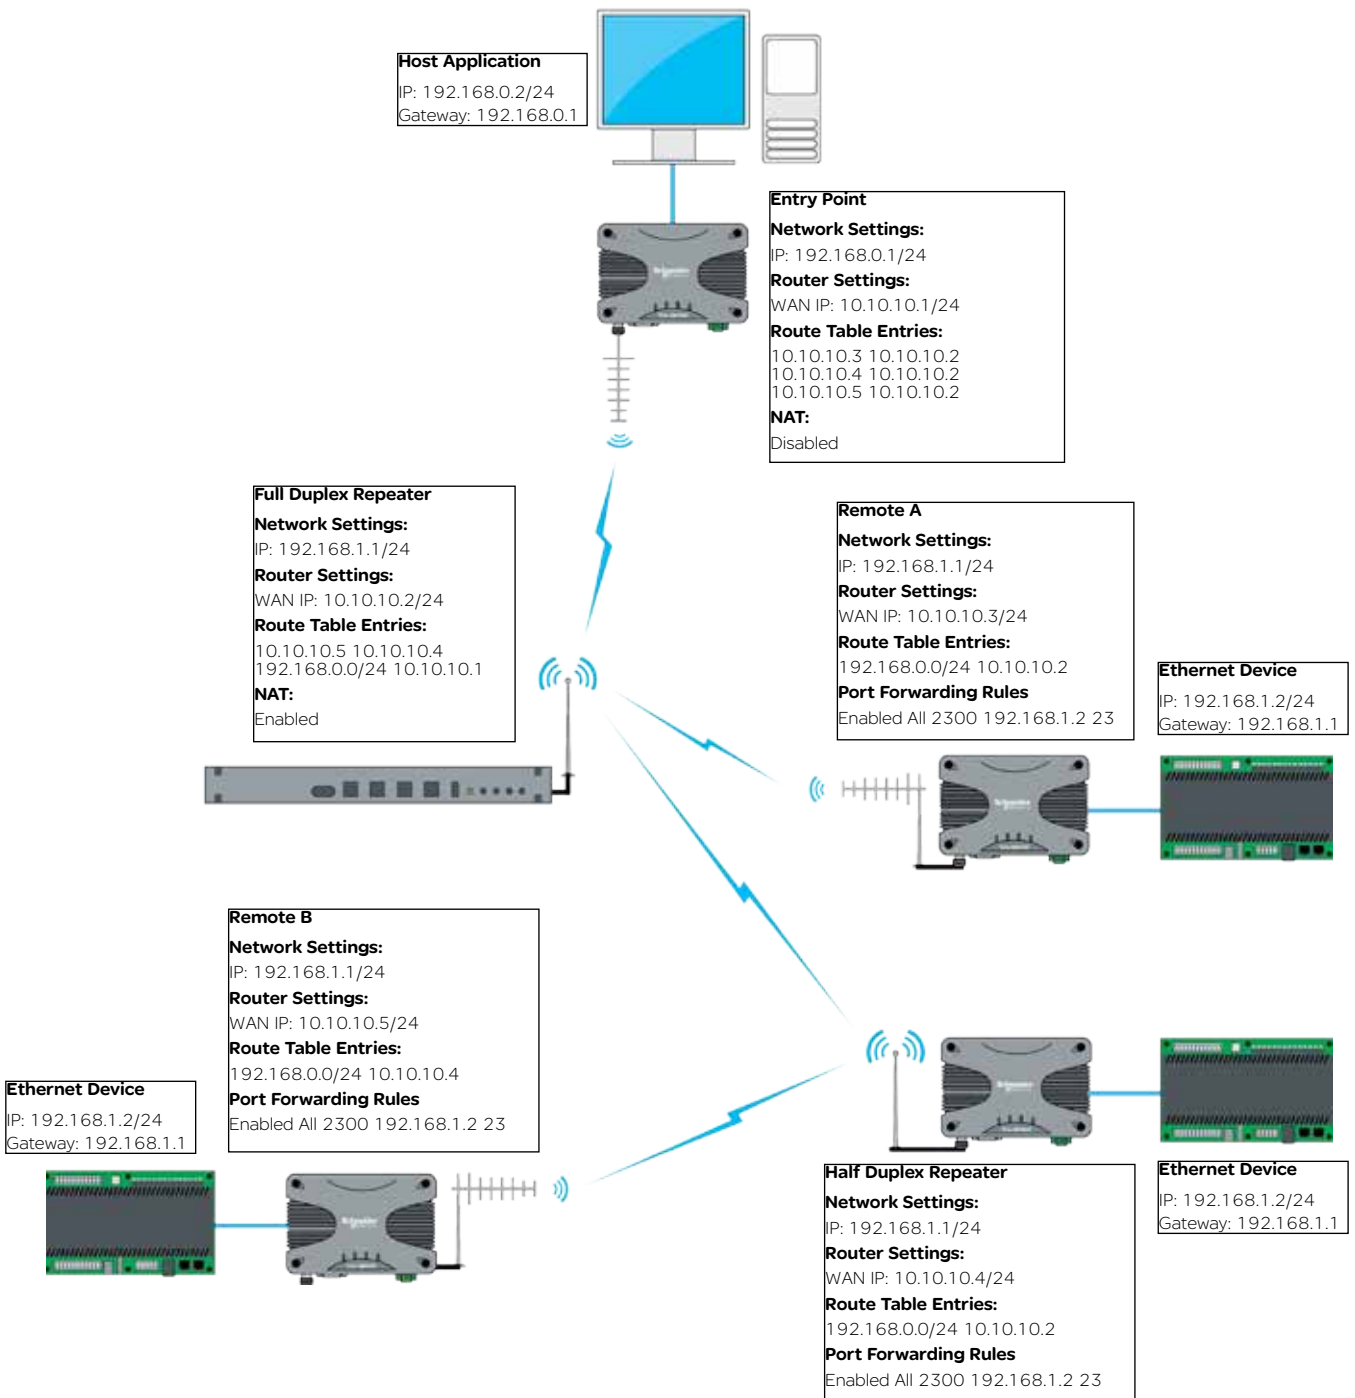 Host Application
IP: 192.168.0.2/24
Gateway: 192.168.0.1
Entry Point
Network Settings:
IP: 192.168.0.1/24
Router Settings:
WAN IP: 10.10.10.1/24
Route Table Entries:
10.10.10.3 10.10.10.2
10.10.10.4 10.10.10.2
10.10.10.5 10.10.10.2
NAT:
Disabled
Full Duplex Repeater
Network Settings:
IP: 192.168.1.1/24
Router Settings:
WAN IP: 10.10.10.2/24
Route Table Entries:
10.10.10.5 10.10.10.4
192.168.0.0/24 10.10.10.1
NAT:
Enabled
Remote A
Network Settings:
IP: 192.168.1.1/24
Router Settings:
WAN IP: 10.10.10.3/24
Route Table Entries:
192.168.0.0/24 10.10.10.2
Port Forwarding Rules
Enabled All 2300 192.168.1.2 23
Ethernet Device
IP: 192.168.1.2/24
Gateway: 192.168.1.1
Remote B
Network Settings:
IP: 192.168.1.1/24
Router Settings:
WAN IP: 10.10.10.5/24
Route Table Entries:
192.168.0.0/24 10.10.10.4
Port Forwarding Rules
Enabled All 2300 192.168.1.2 23
Ethernet Device
IP: 192.168.1.2/24
Gateway: 192.168.1.1
Half Duplex Repeater
Network Settings:
IP: 192.168.1.1/24
Router Settings:
WAN IP: 10.10.10.4/24
Route Table Entries:
192.168.0.0/24 10.10.10.2
Port Forwarding Rules
Enabled All 2300 192.168.1.2 23
Ethernet Device
IP: 192.168.1.2/24
Gateway: 192.168.1.1